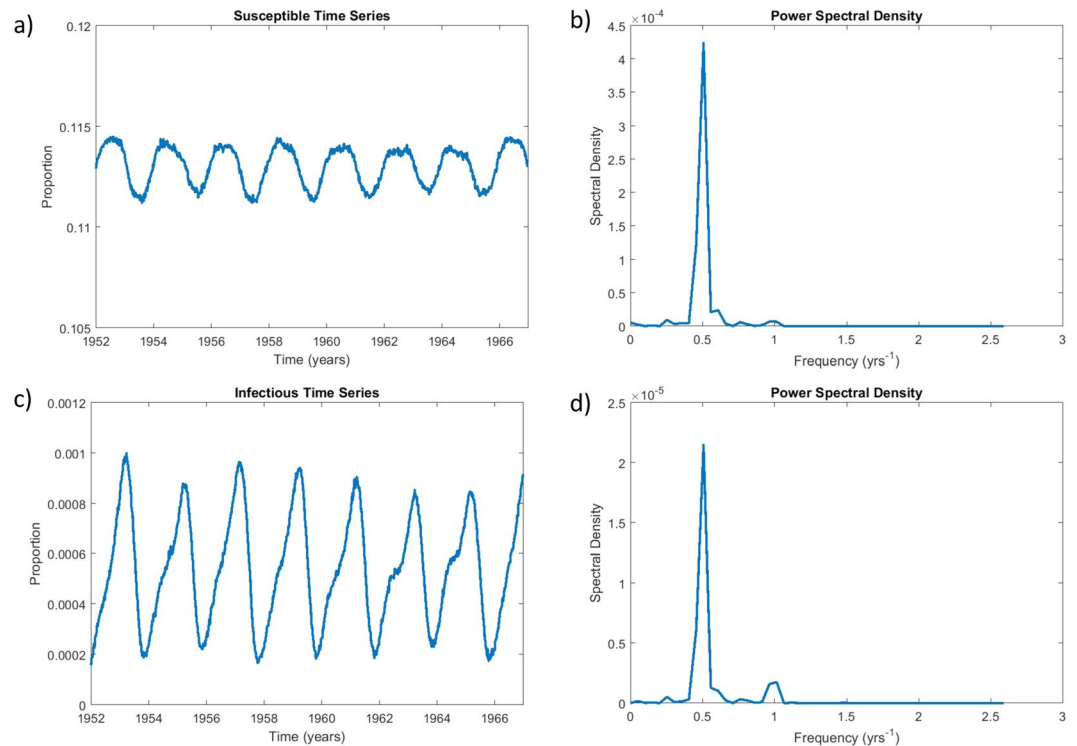 a)
Susceptible Time Series
0.12
0.115
0.11
0.105
Proportion
1952 1954 1956 1958 1960 1962 1964 1966
Time (years)
b)
Power Spectral Density
×10⁻⁴
4.5
4
3.5
3
2.5
2
1.5
1
0.5
0
Spectral Density
0 0.5 1 1.5 2 2.5 3
Frequency (yrs⁻¹)
c)
Infectious Time Series
0.0012
0.001
0.0008
0.0006
0.0004
0.0002
0
Proportion
1952 1954 1956 1958 1960 1962 1964 1966
Time (years)
d)
Power Spectral Density
×10⁻⁵
2.5
2
1.5
1
0.5
0
Spectral Density
0 0.5 1 1.5 2 2.5 3
Frequency (yrs⁻¹)